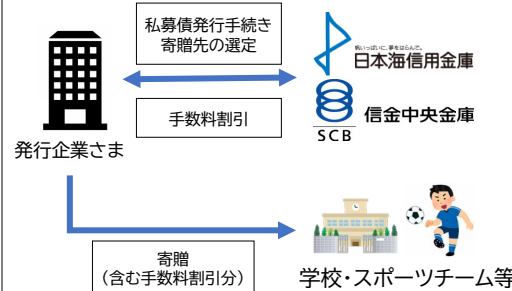 私募債発行手続き
寄贈先の選定
帆いっぱいに、夢をはらんで。
日本海信用金庫
手数料割引
信金中央金庫
SCB
発行企業さま
寄贈
（含む手数料割引分）
学校・スポーツチーム等